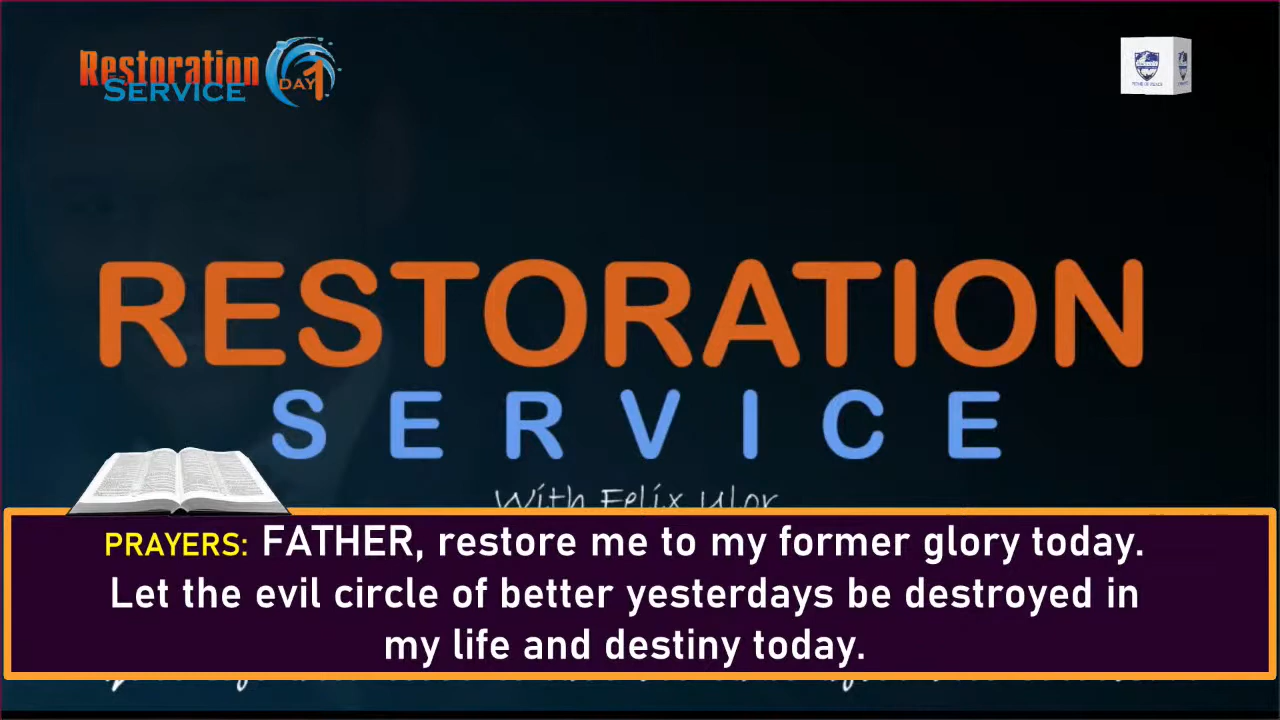 Restoration
SERVICE
DAY 1
RESTORATION
SERVICE
With Felix Ulor
PRAYERS: FATHER, restore me to my former glory today.
Let the evil circle of better yesterdays be destroyed in
my life and destiny today.